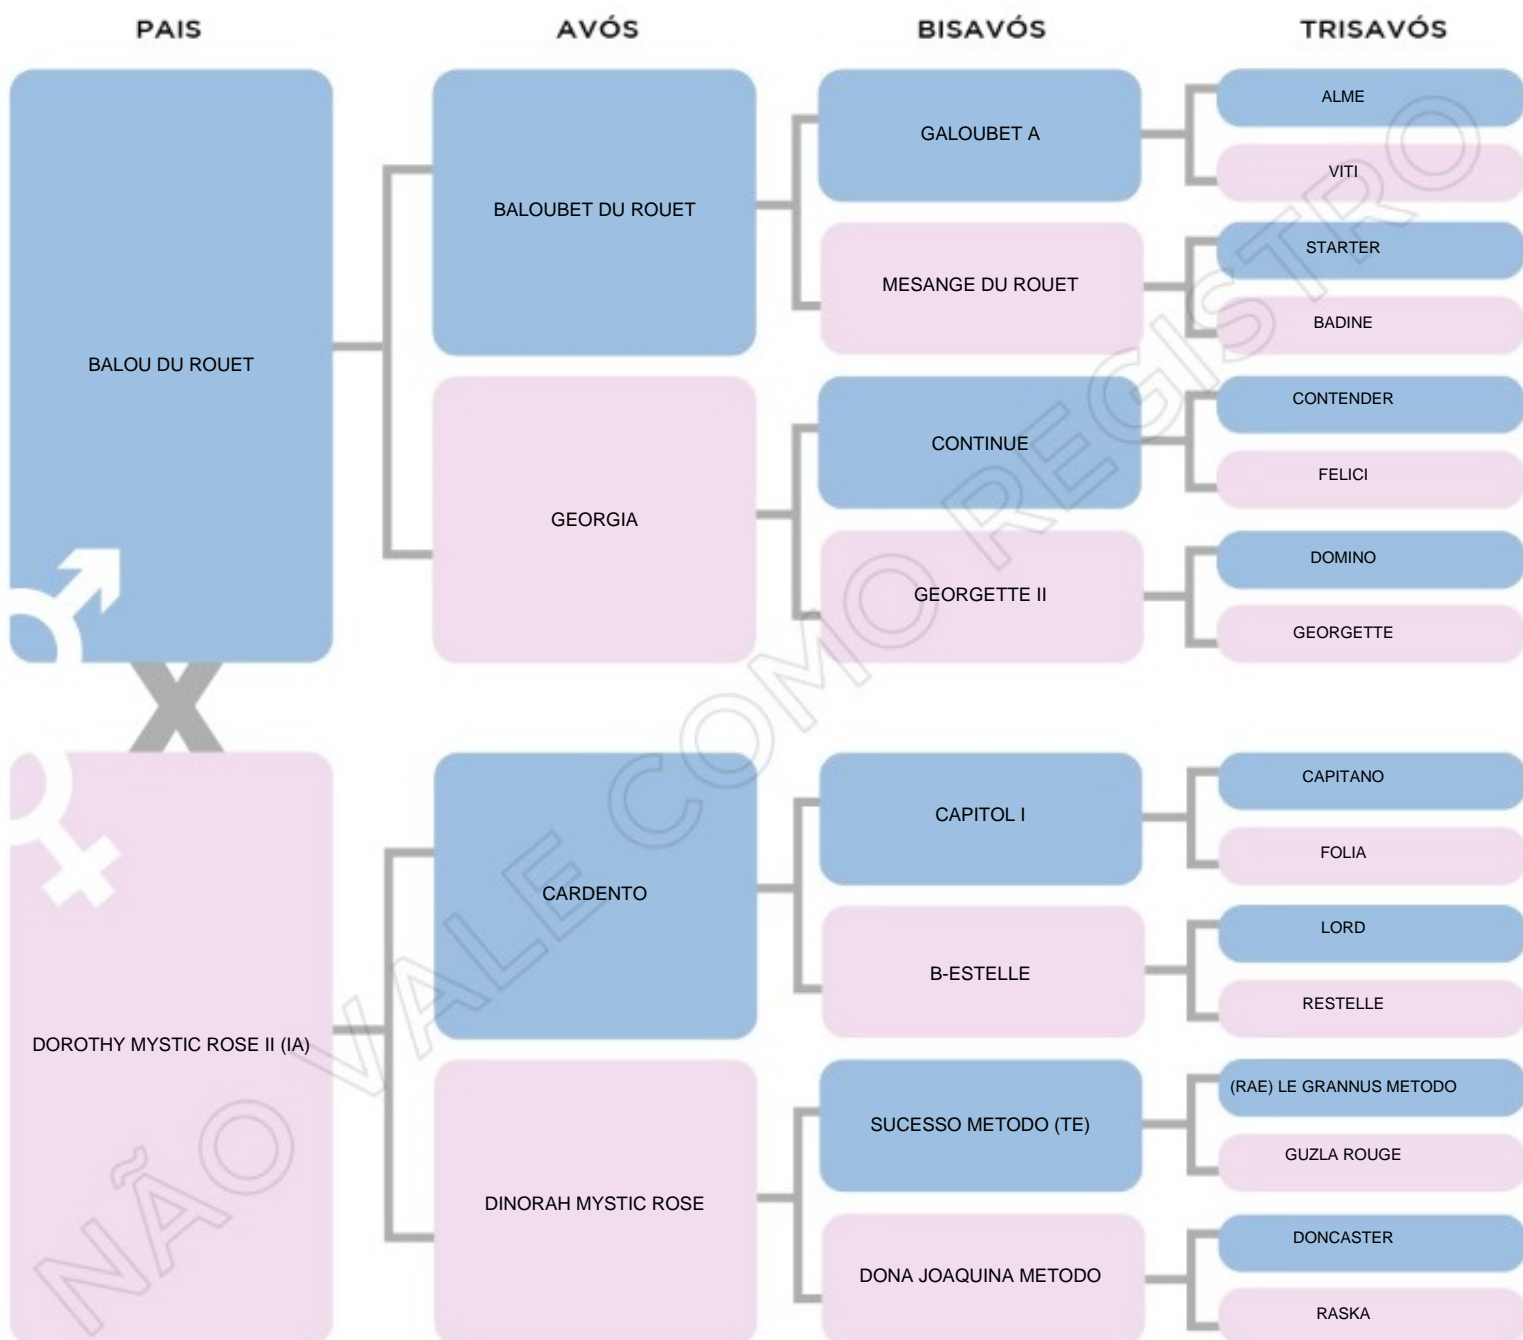 PAIS
AVÓS
BISAVÓS
TRISAVÓS
BALOU DU ROUET
BALOUBET DU ROUET
GALOUBET A
ALME
VITI
MESANGE DU ROUET
STARTER
BADINE
GEORGIA
CONTINUE
CONTENDER
FELICI
GEORGETTE II
DOMINO
GEORGETTE
X
DOROTHY MYSTIC ROSE II (IA)
CARDENTO
CAPITOL I
CAPITANO
FOLIA
B-ESTELLE
LORD
RESTELLE
DINORAH MYSTIC ROSE
SUCESSO METODO (TE)
(RAE) LE GRANNUS METODO
GUZLA ROUGE
DONA JOAQUINA METODO
DONCASTER
RASKA
NÃO VALE COMO REGISTRO